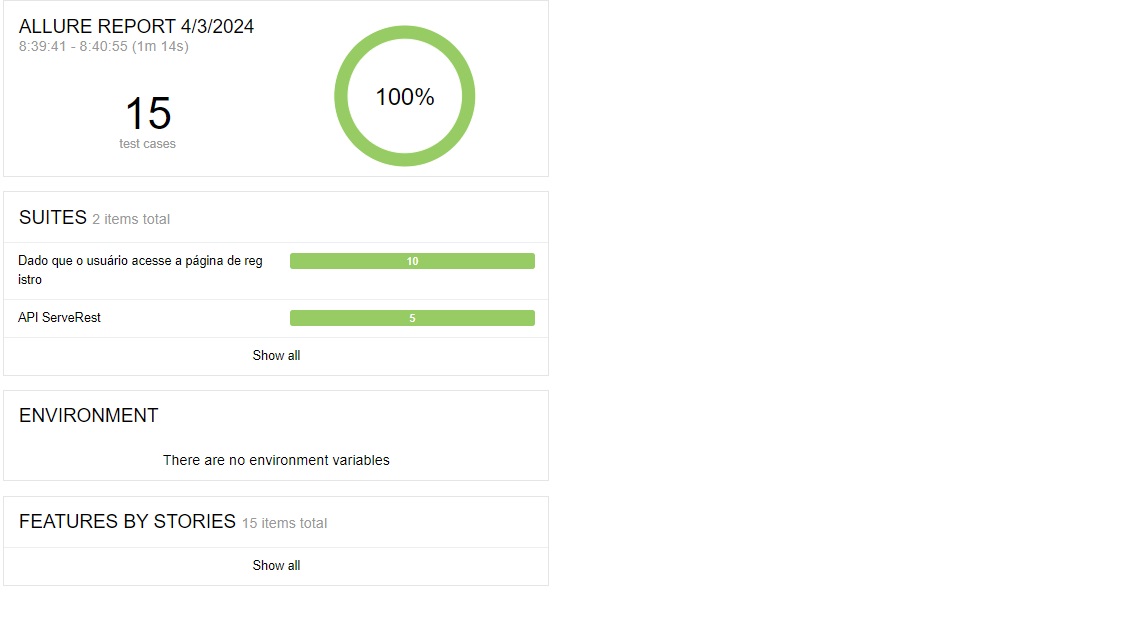 ALLURE REPORT 4/3/2024
8:39:41 - 8:40:55 (1m 14s)
15
test cases
100%
SUITES 2 items total
Dado que o usuário acesse a página de reg
istro
10
API ServeRest
5
Show all
ENVIRONMENT
There are no environment variables
FEATURES BY STORIES 15 items total
Show all